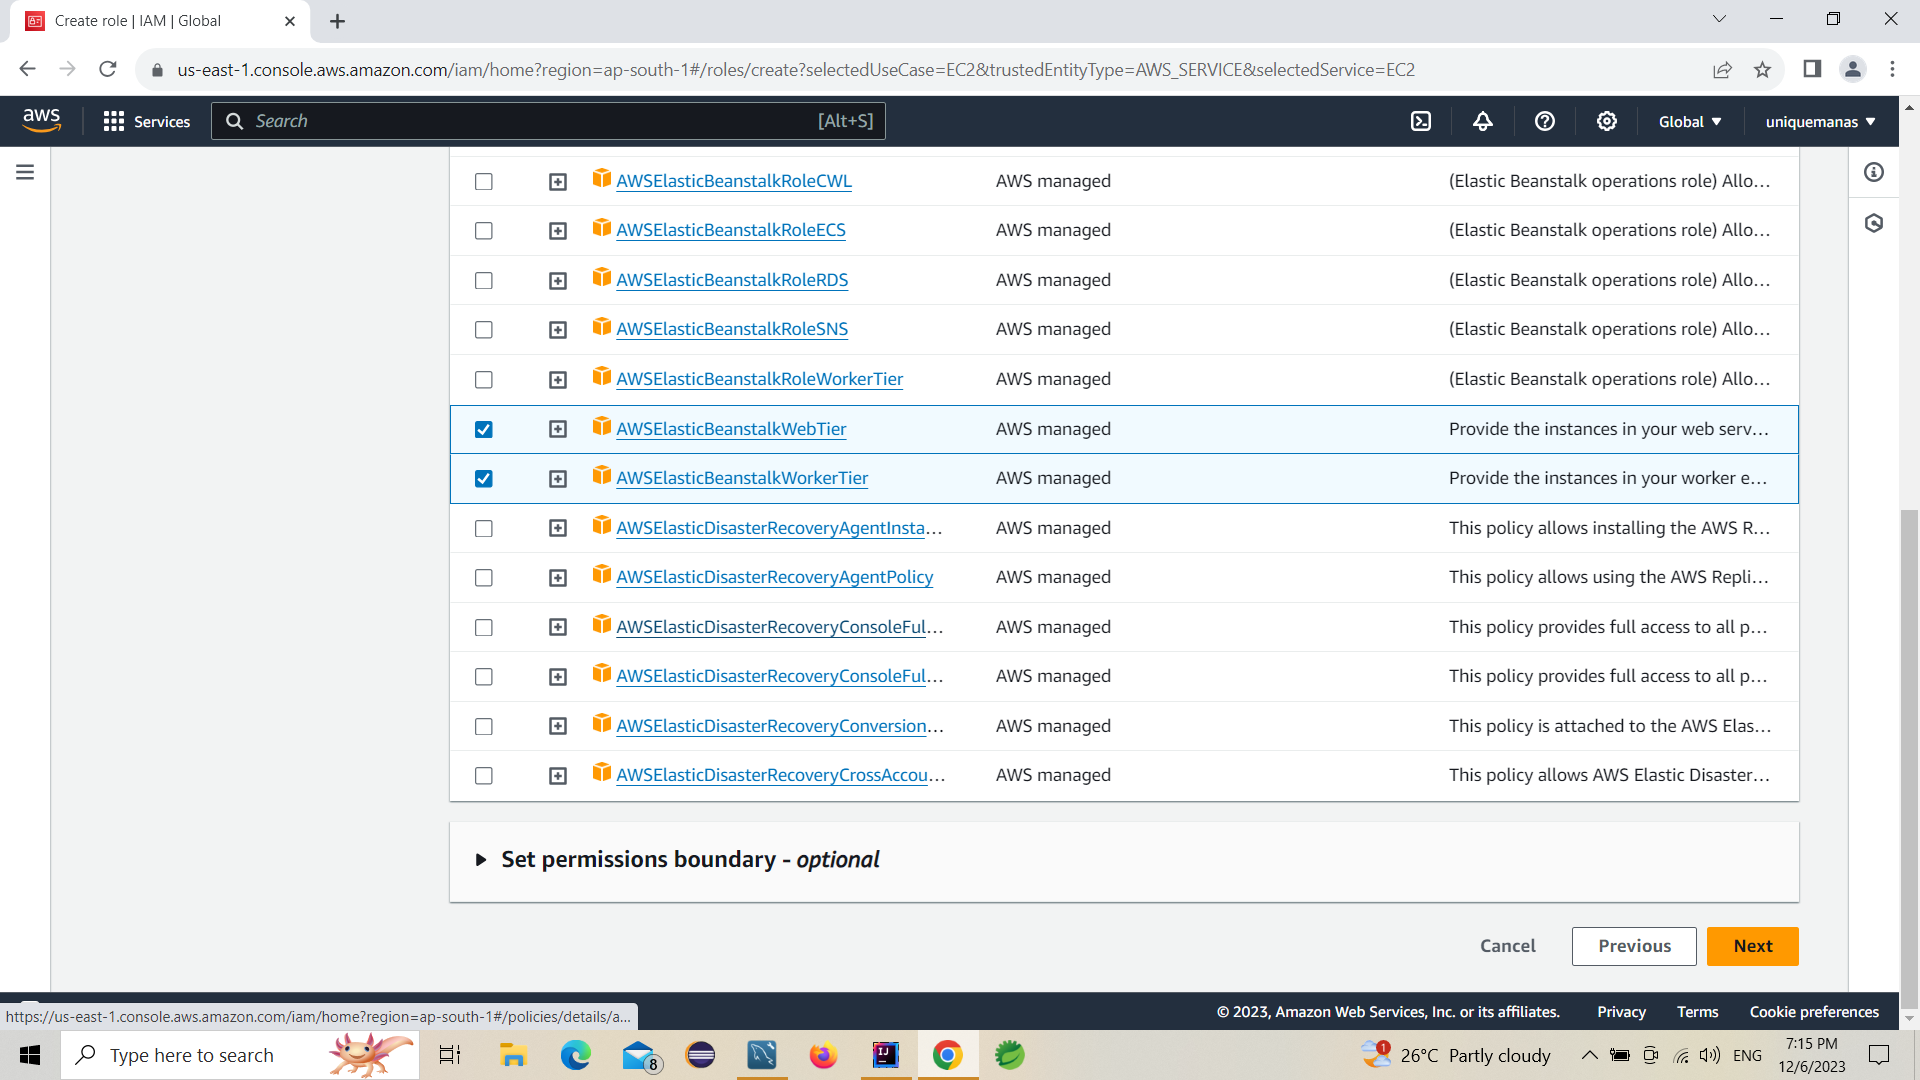 Create role | IAM | Global
us-east-1.console.aws.amazon.com/iam/home?region=ap-south-1#/roles/create?selectedUseCase=EC2&trustedEntityType=AWS_SERVICE&selectedService=EC2
aws Services Search [Alt+S] Global uniquemanas
AWSElasticBeanstalkRoleCWL AWS managed (Elastic Beanstalk operations role) Allo...
AWSElasticBeanstalkRoleECS AWS managed (Elastic Beanstalk operations role) Allo...
AWSElasticBeanstalkRoleRDS AWS managed (Elastic Beanstalk operations role) Allo...
AWSElasticBeanstalkRoleSNS AWS managed (Elastic Beanstalk operations role) Allo...
AWSElasticBeanstalkRoleWorkerTier AWS managed (Elastic Beanstalk operations role) Allo...
AWSElasticBeanstalkWebTier AWS managed Provide the instances in your web serv...
AWSElasticBeanstalkWorkerTier AWS managed Provide the instances in your worker e...
AWSElasticDisasterRecoveryAgentInsta... AWS managed This policy allows installing the AWS R...
AWSElasticDisasterRecoveryAgentPolicy AWS managed This policy allows using the AWS Repli...
AWSElasticDisasterRecoveryConsoleFul... AWS managed This policy provides full access to all p...
AWSElasticDisasterRecoveryConsoleFul... AWS managed This policy provides full access to all p...
AWSElasticDisasterRecoveryConversion... AWS managed This policy is attached to the AWS Elas...
AWSElasticDisasterRecoveryCrossAccou... AWS managed This policy allows AWS Elastic Disaster...
Set permissions boundary - optional
Cancel Previous Next
https://us-east-1.console.aws.amazon.com/iam/home?region=ap-south-1#/policies/details/a...
© 2023, Amazon Web Services, Inc. or its affiliates. Privacy Terms Cookie preferences
Type here to search 8 IJ 1 26°C Partly cloudy ENG 7:15 PM
12/6/2023